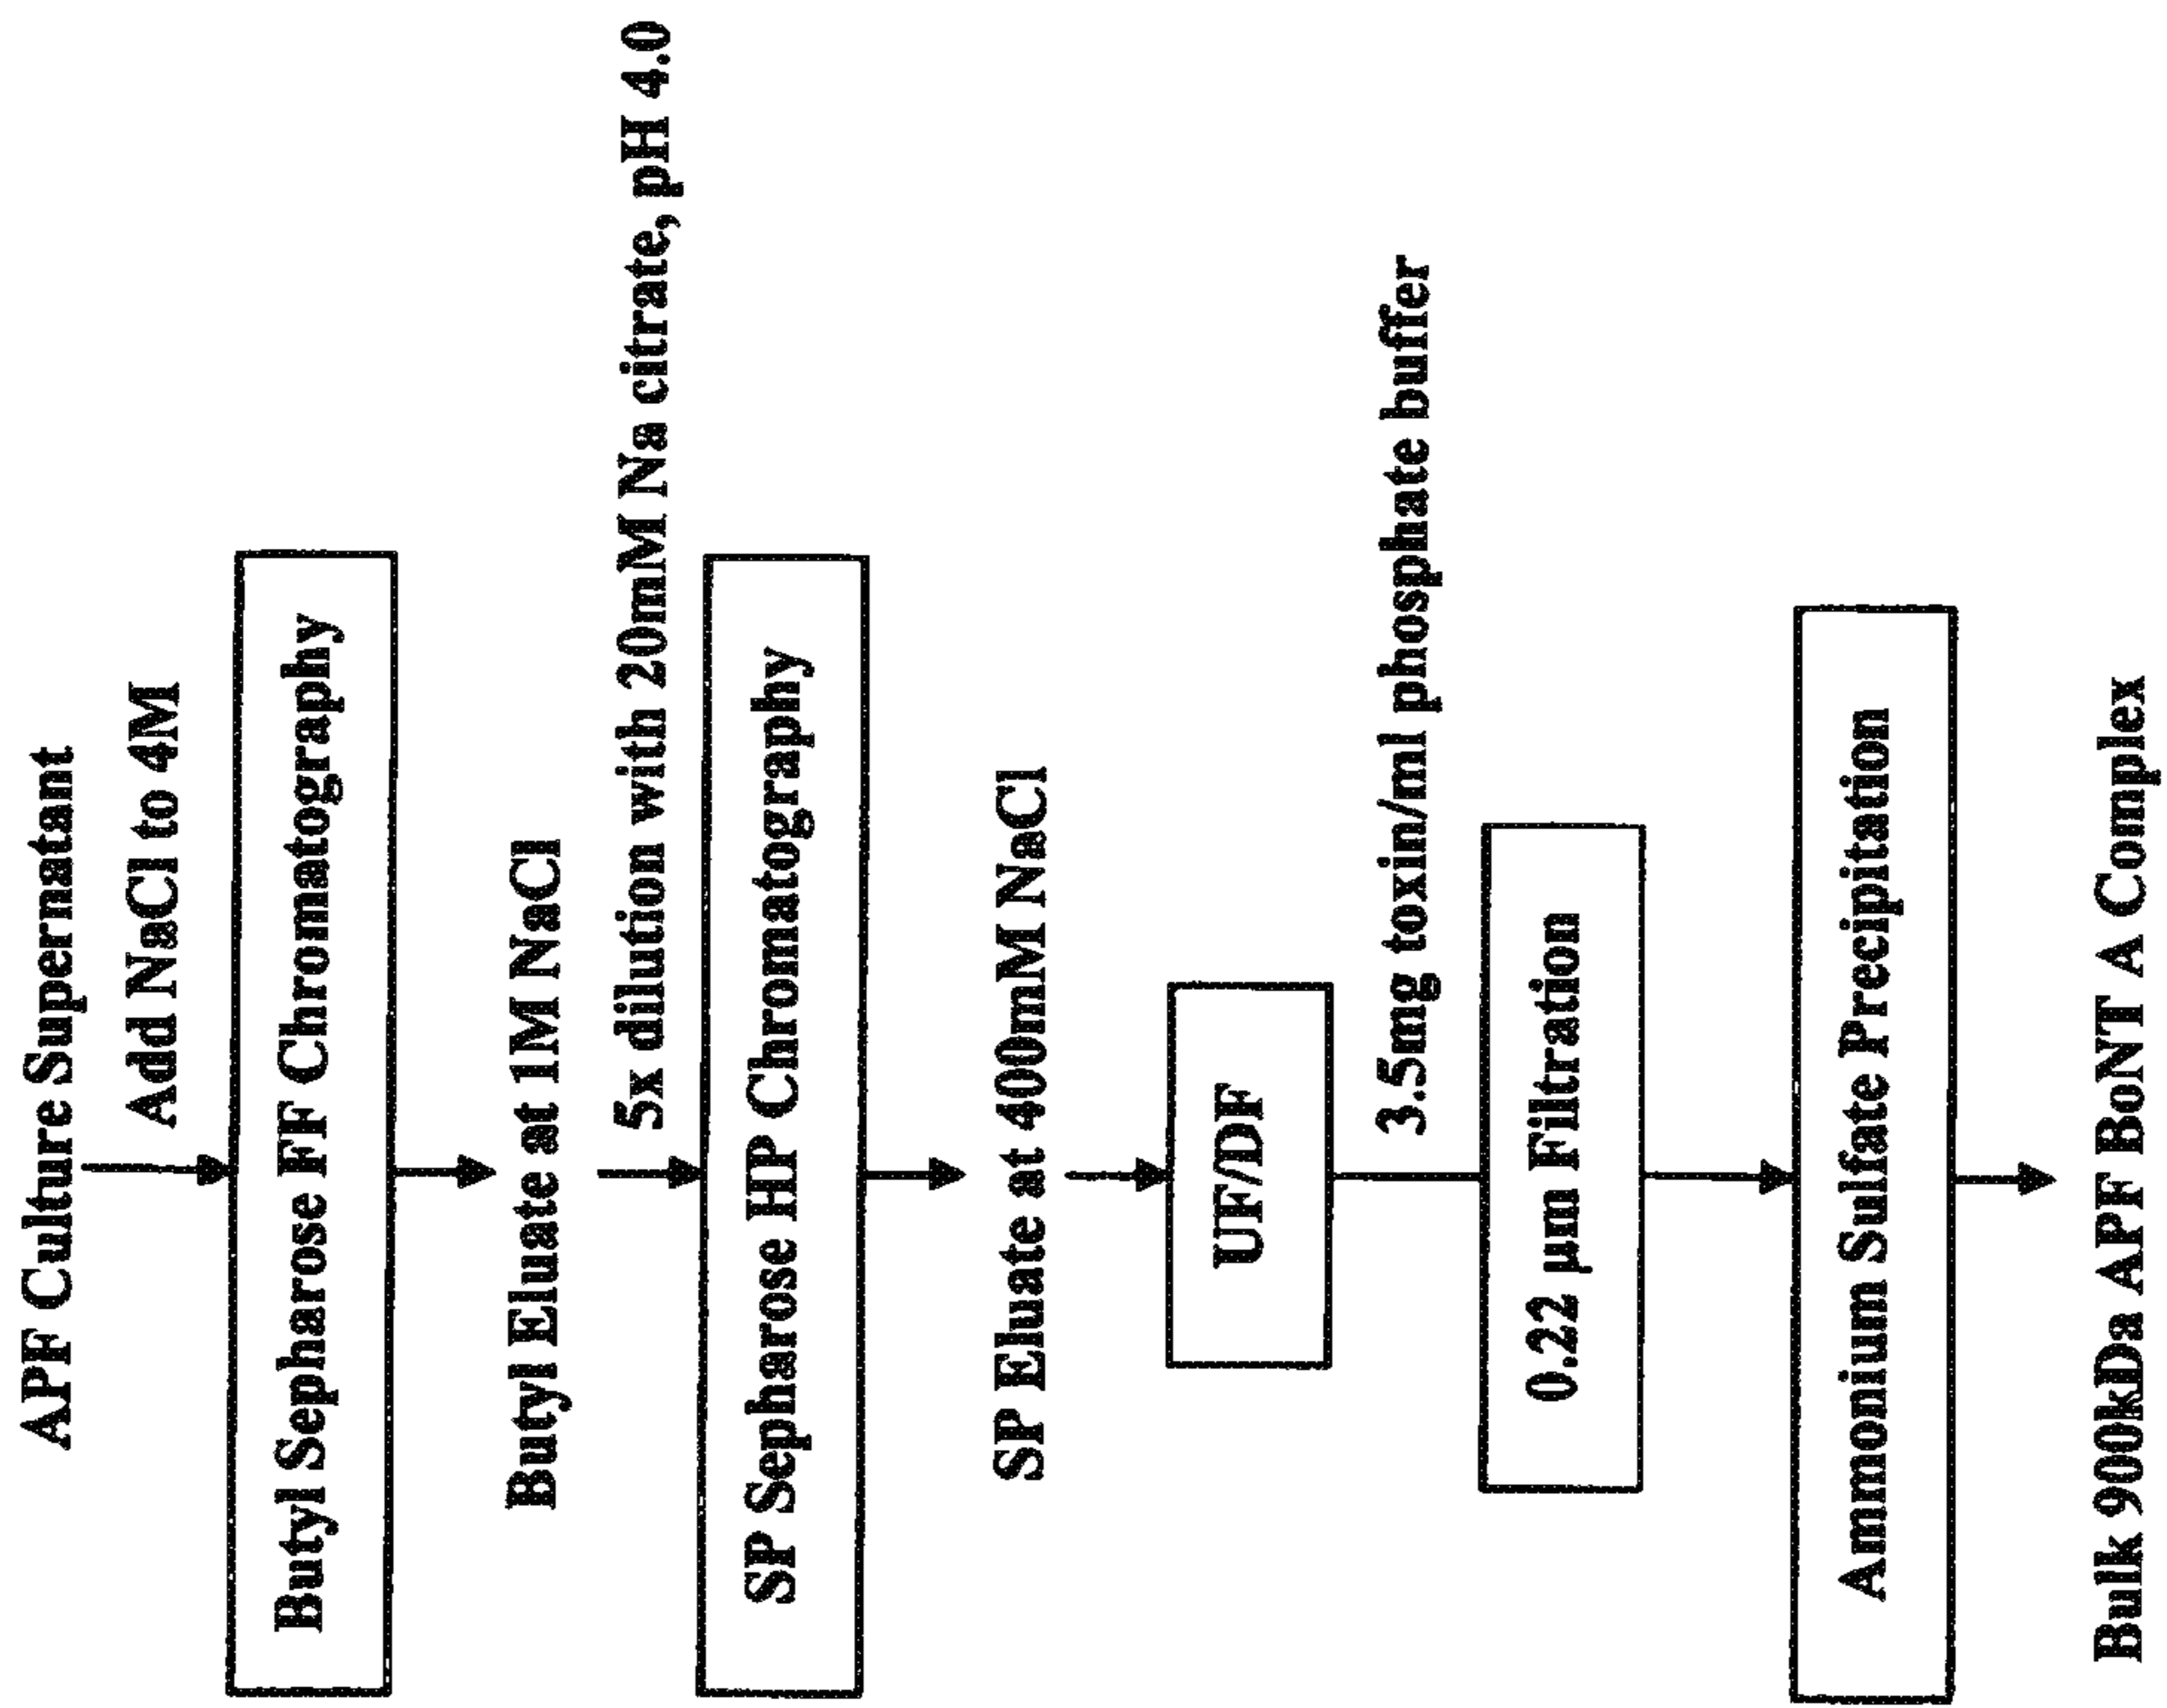 APF Culture Supernatant
Add NaCl to 4M
Butyl Sepharose FF Chromatography
Butyl Eluate at 1M NaCl
5x dilution with 20mM Na citrate, pH 4.0
SP Sepharose HP Chromatography
SP Eluate at 400mM NaCl
UF/DF
3.5mg toxin/ml phosphate buffer
0.22 µm Filtration
Ammonium Sulfate Precipitation
Bulk 900kDa APF BoNT A Complex